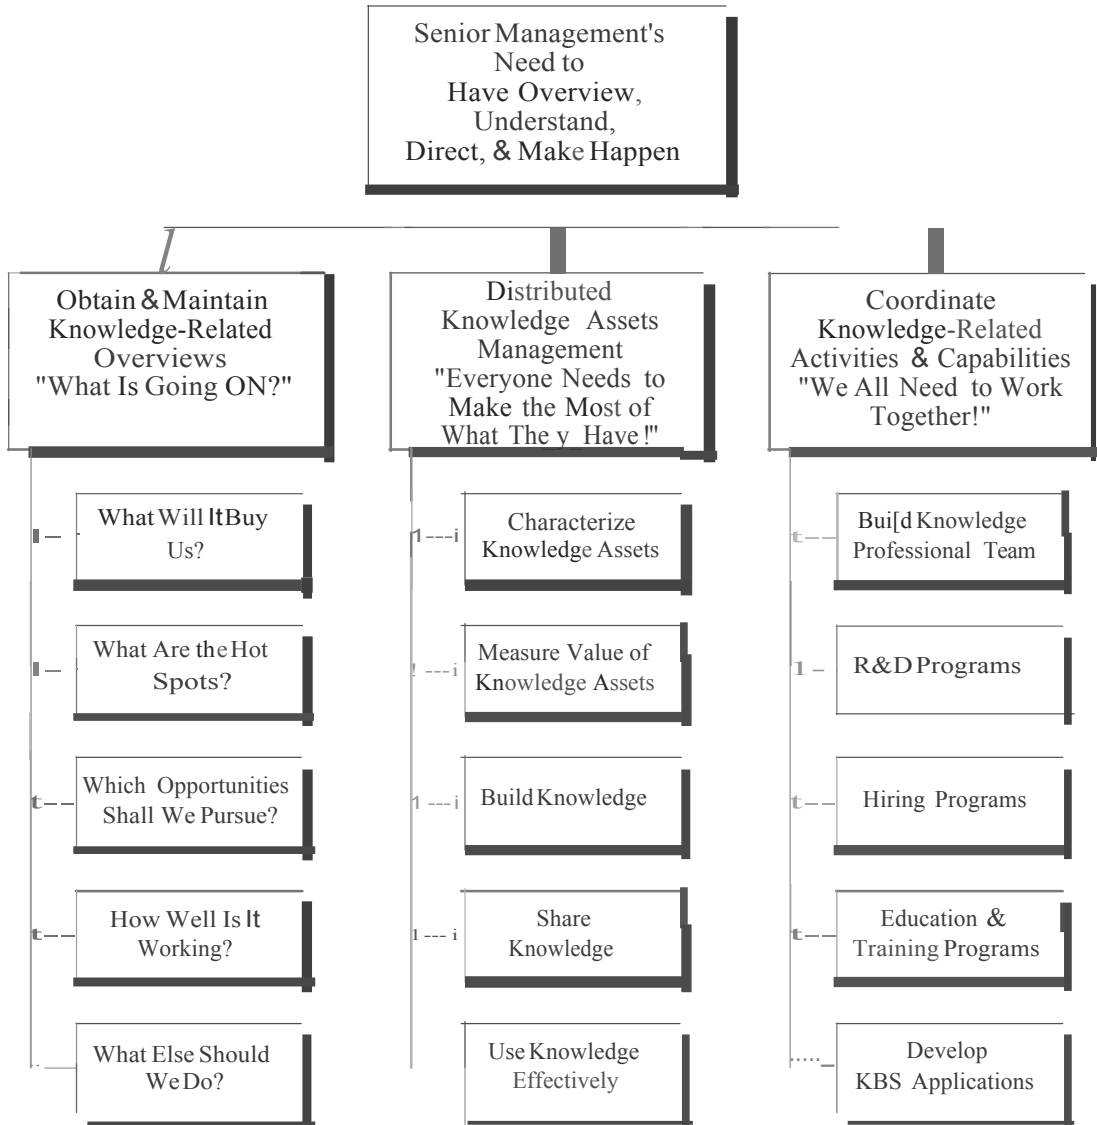 Senior Management's
Need to
Have Overview,
Understand,
Direct, & Make Happen
Obtain & Maintain
Knowledge-Related
Overviews
"What Is Going ON?"
Distributed
Knowledge Assets
Management
"Everyone Needs to
Make the Most of
What The y Have!"
Coordinate
Knowledge-Related
Activities & Capabilities
"We All Need to Work
Together!"
What Will It Buy
Us?
What Are the Hot
Spots?
Which Opportunities
Shall We Pursue?
How Well Is It
Working?
What Else Should
We Do?
Characterize
Knowledge Assets
Measure Value of
Knowledge Assets
Build Knowledge
Share
Knowledge
Use Knowledge
Effectively
Bui[d Knowledge
Professional Team
R&D Programs
Hiring Programs
Education &
Training Programs
Develop
KBS Applications